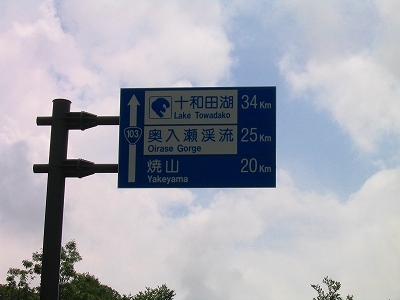 十和田湖 34Km
Lake Towadako
103
奥入瀬渓流 25Km
Oirase Gorge
焼山 20Km
Yakeyama